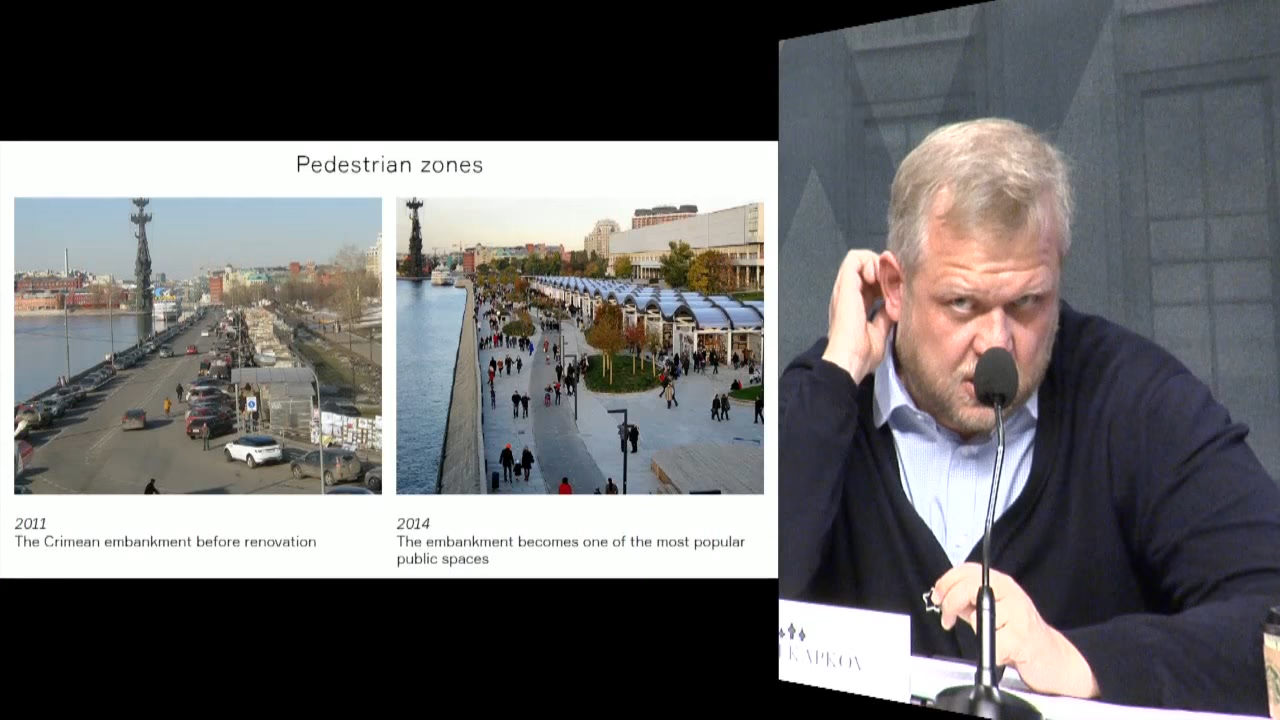 Pedestrian zones
2011
The Crimean embankment before renovation
2014
The embankment becomes one of the most popular
public spaces
KAPKOV